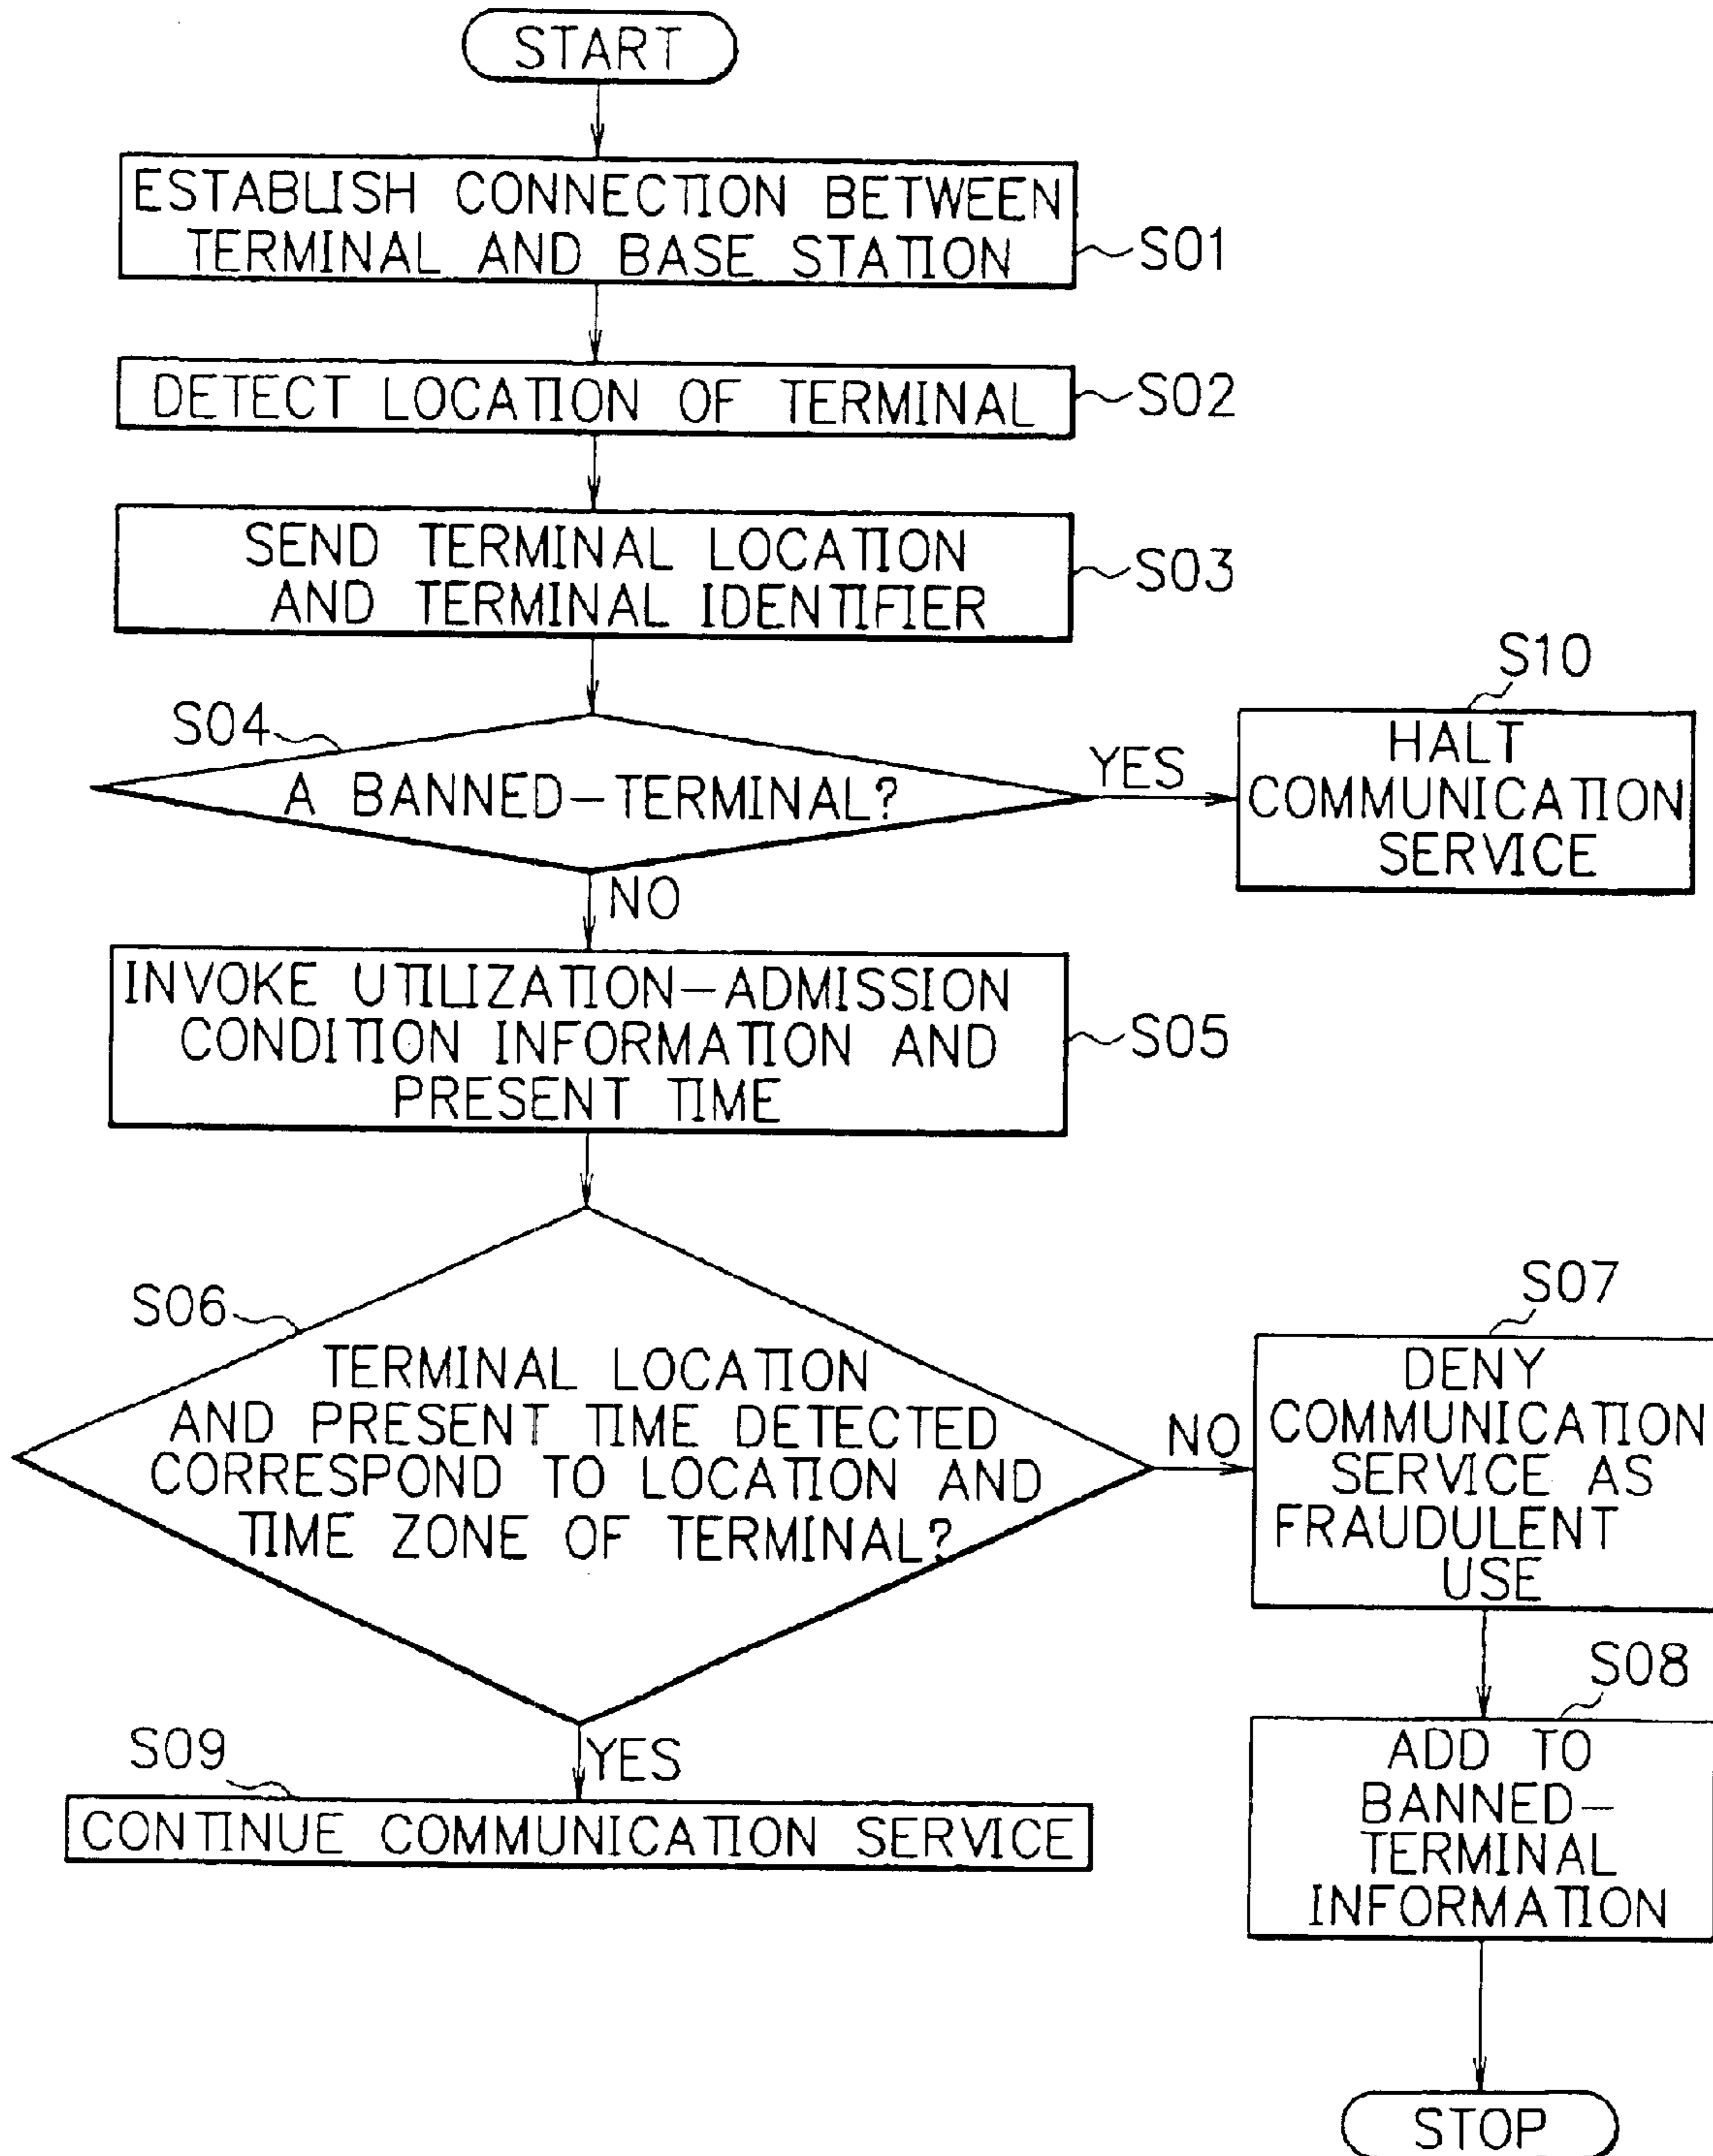 START
ESTABLISH CONNECTION BETWEEN
TERMINAL AND BASE STATION
S01
DETECT LOCATION OF TERMINAL
S02
SEND TERMINAL LOCATION
AND TERMINAL IDENTIFIER
S03
S04
A BANNED-TERMINAL?
YES
S10
HALT
COMMUNICATION
SERVICE
NO
INVOKE UTILIZATION-ADMISSION
CONDITION INFORMATION AND
PRESENT TIME
S05
S06
TERMINAL LOCATION
AND PRESENT TIME DETECTED
CORRESPOND TO LOCATION AND
TIME ZONE OF TERMINAL?
NO
S07
DENY
COMMUNICATION
SERVICE AS
FRAUDULENT
USE
S08
ADD TO
BANNED-
TERMINAL
INFORMATION
YES
S09
CONTINUE COMMUNICATION SERVICE
STOP